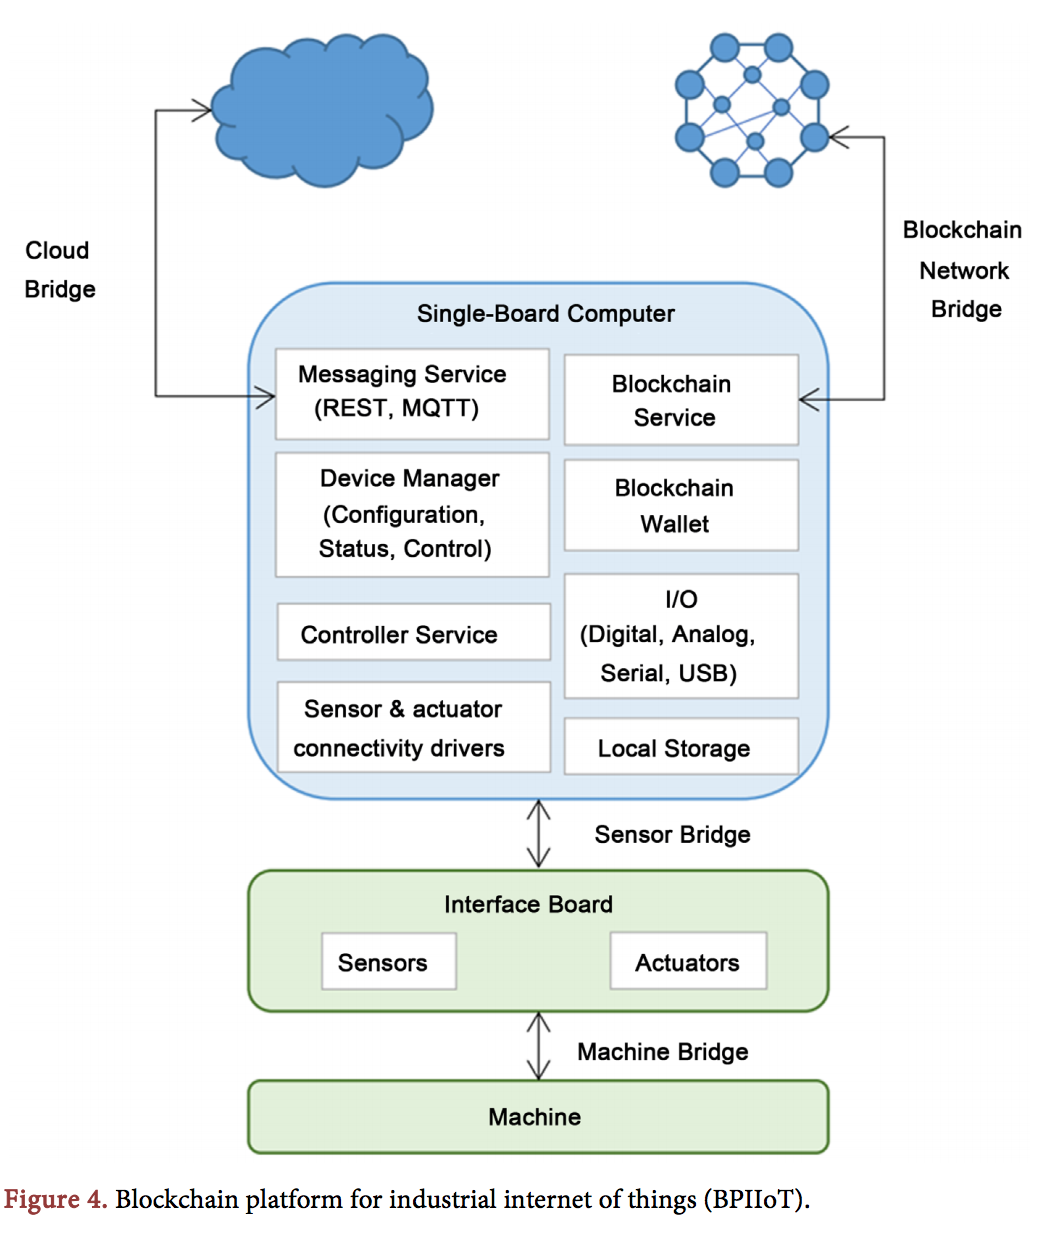 Cloud
Bridge
Blockchain
Network
Bridge
Single-Board Computer
Messaging Service
(REST, MQTT)
Blockchain
Service
Device Manager
(Configuration,
Status, Control)
Blockchain
Wallet
Controller Service
I/O
(Digital, Analog,
Serial, USB)
Sensor & actuator
connectivity drivers
Local Storage
Sensor Bridge
Interface Board
Sensors
Actuators
Machine Bridge
Machine
Figure 4. Blockchain platform for industrial internet of things (BPIIoT).